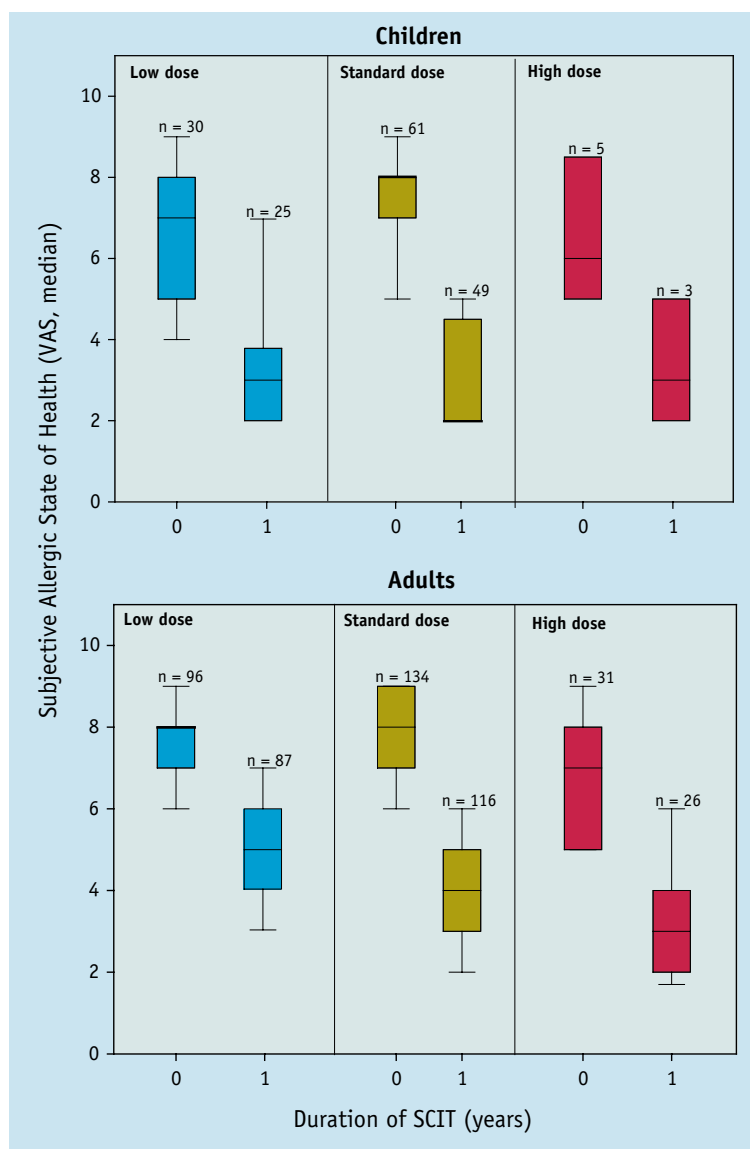 Children
Low dose
Standard dose
High dose
10
8
6
4
2
0
n = 30
n = 25
n = 61
n = 49
n = 5
n = 3
0
1
0
1
0
1
Adults
Low dose
Standard dose
High dose
10
8
6
4
2
0
n = 96
n = 87
n = 134
n = 116
n = 31
n = 26
0
1
0
1
0
1
Subjective Allergic State of Health (VAS, median)
Duration of SCIT (years)